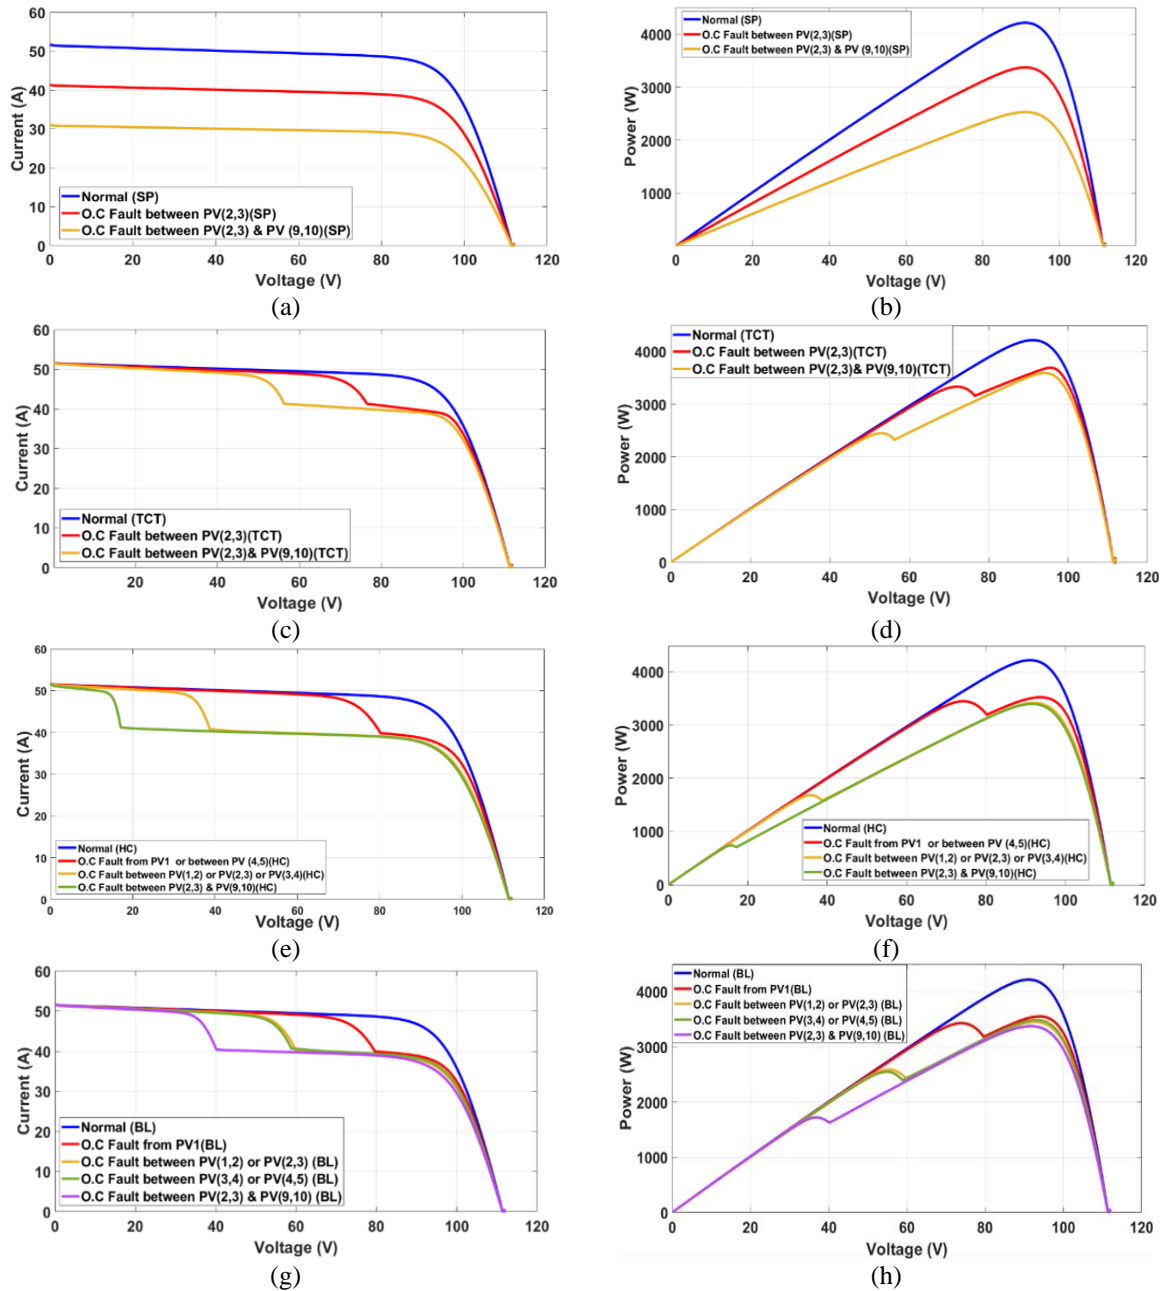 60
50
40
30
20
10
0
0 20 40 60 80 100 120
Current (A)
Voltage (V)
Normal (SP)
O.C Fault between PV(2,3)(SP)
O.C Fault between PV(2,3) & PV (9,10)(SP)
(a)
4000
3000
2000
1000
0 20 40 60 80 100 120
Power (W)
Voltage (V)
Normal (SP)
O.C Fault between PV(2,3)(SP)
O.C Fault between PV(2,3) & PV (9,10)(SP)
(b)
60
50
40
30
20
10
0
20 40 60 80 100 120
Current (A)
Voltage (V)
Normal (TCT)
O.C Fault between PV(2,3)(TCT)
O.C Fault between PV(2,3)& PV(9,10)(TCT)
(c)
4000
3000
2000
1000
0
0 20 40 60 80 100 120
Power (W)
Voltage (V)
Normal (TCT)
O.C Fault between PV(2,3)(TCT)
O.C Fault between PV(2,3)& PV(9,10)(TCT)
(d)
60
50
40
30
20
10
0
0 20 40 60 80 100 120
Current (A)
Voltage (V)
Normal (HC)
O.C Fault from PV1 or between PV (4,5)(HC)
O.C Fault between PV(1,2) or PV(2,3) or PV(3,4)(HC)
O.C Fault between PV(2,3) & PV(9,10)(HC)
(e)
4000
3000
2000
1000
0
0 20 40 60 80 100 120
Power (W)
Voltage (V)
Normal (HC)
O.C Fault from PV1 or between PV (4,5)(HC)
O.C Fault between PV(1,2) or PV(2,3) or PV(3,4)(HC)
O.C Fault between PV(2,3) & PV(9,10)(HC)
(f)
60
50
40
30
20
10
0
0 20 40 60 80 100 120
Current (A)
Voltage (V)
Normal (BL)
O.C Fault from PV1(BL)
O.C Fault between PV(1,2) or PV(2,3) (BL)
O.C Fault between PV(3,4) or PV(4,5) (BL)
O.C Fault between PV(2,3) & PV(9,10) (BL)
(g)
4000
3000
2000
1000
0
0 20 40 60 80 100 120
Power (W)
Voltage (V)
Normal (BL)
O.C Fault from PV1(BL)
O.C Fault between PV(1,2) or PV(2,3) (BL)
O.C Fault between PV(3,4) or PV(4,5) (BL)
O.C Fault between PV(2,3) & PV(9,10) (BL)
(h)